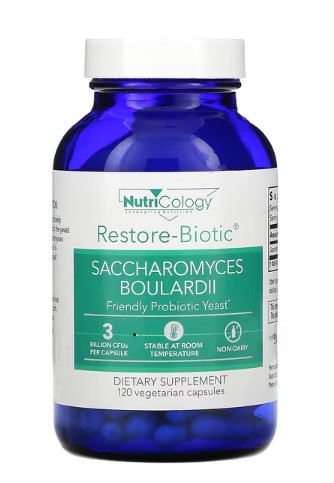 NutriCology®
Innovative Nutrition
Restore-Biotic®
SACCHAROMYCES
BOULARDII
Friendly Probiotic Yeast*
3
BILLION CFUs
PER CAPSULE
STABLE AT ROOM
TEMPERATURE
NON-DAIRY
DIETARY SUPPLEMENT
120 vegetarian capsules